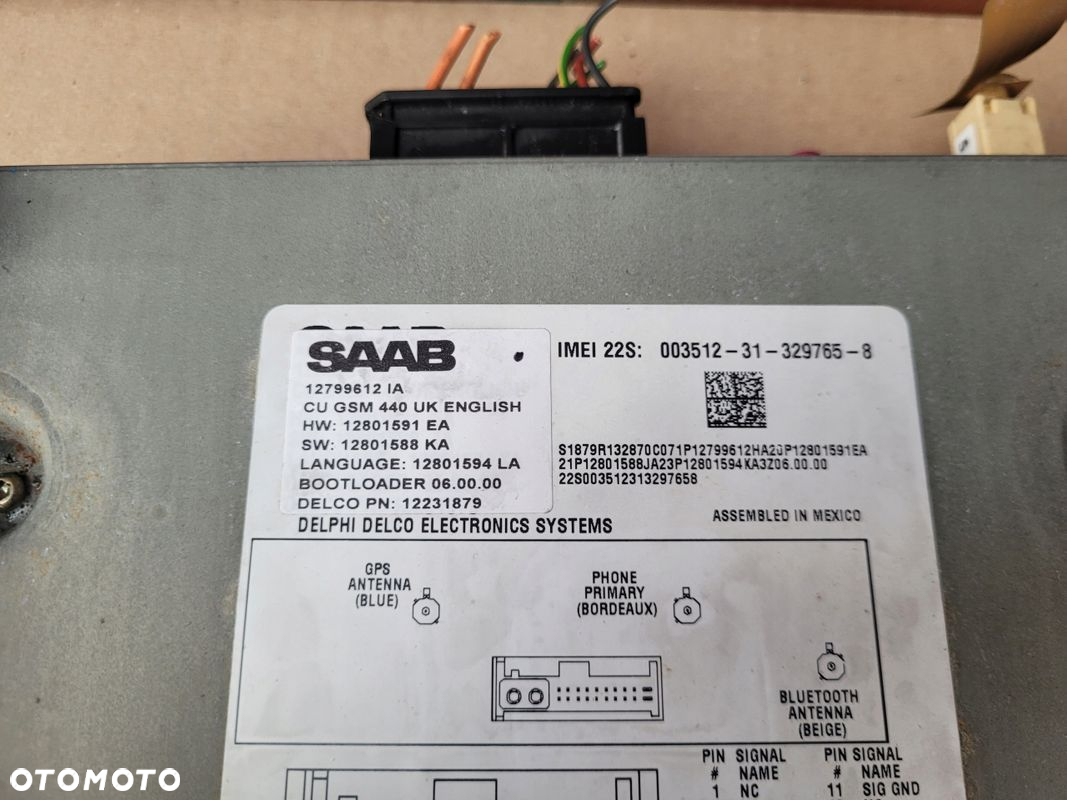 SAAB
12799612 IA
CU GSM 440 UK ENGLISH
HW: 12801591 EA
SW: 12801588 KA
LANGUAGE: 12801594 LA
BOOTLOADER 06.00.00
DELCO PN: 12231879
IMEI 22S: 003512-31-329765-8
S1879R132870C071P12799612HA20P12801591EA
21P12801588JA23P12801594KA3Z06.00.00
22S003512313297658
DELPHI DELCO ELECTRONICS SYSTEMS
ASSEMBLED IN MEXICO
GPS
ANTENNA
(BLUE)
PHONE
PRIMARY
(BORDEAUX)
BLUETOOTH
ANTENNA
(BEIGE)
PIN SIGNAL
# NAME
1 NC
PIN SIGNAL
# NAME
11 SIG GND
OTOMOTO